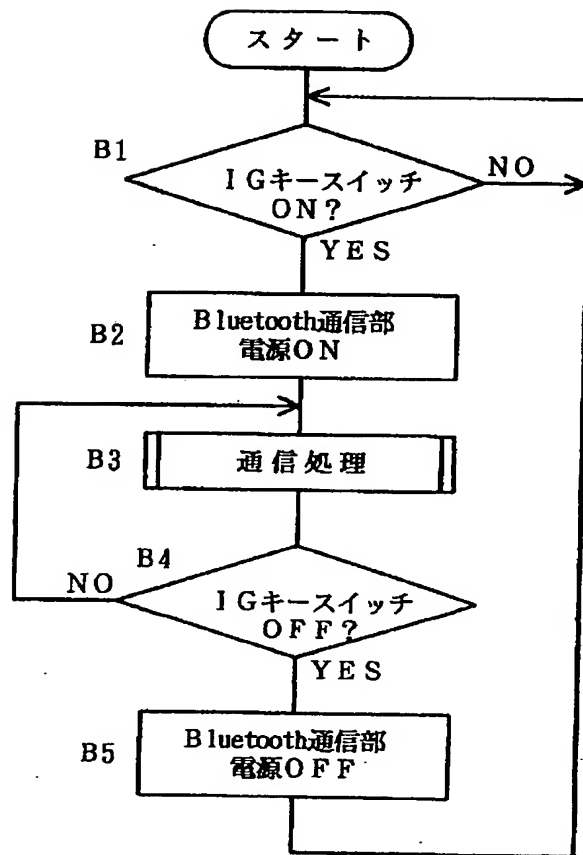 スタート
B1
IGキースイッチ
ON?
NO
YES
B2
Bluetooth通信部
電源ON
B3
通信処理
B4
NO
IGキースイッチ
OFF?
YES
B5
Bluetooth通信部
電源OFF